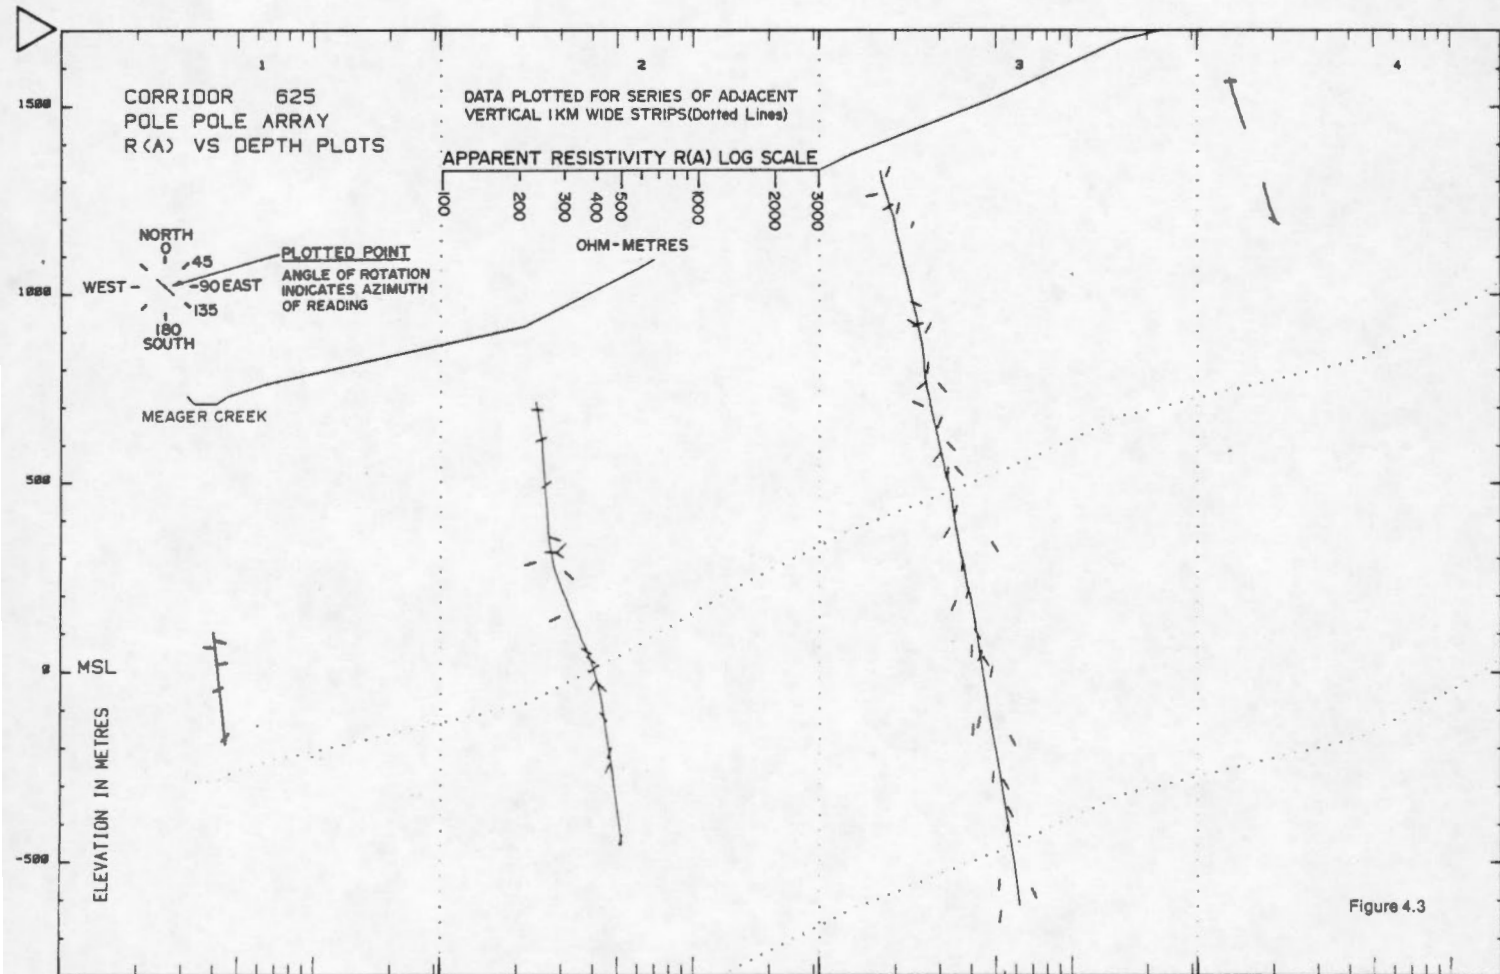 1 2 3 4
1500
CORRIDOR 625
POLE POLE ARRAY
R(A) VS DEPTH PLOTS
DATA PLOTTED FOR SERIES OF ADJACENT
VERTICAL 1KM WIDE STRIPS(Dotted Lines)
APPARENT RESISTIVITY R(A) LOG SCALE
100 200 300 400 500 1000 2000 3000
OHM-METRES
NORTH
0
45
WEST
90 EAST
135
180
SOUTH
PLOTTED POINT
ANGLE OF ROTATION
INDICATES AZIMUTH
OF READING
1000
MEAGER CREEK
500
0 MSL
-500
ELEVATION IN METRES
Figure 4.3